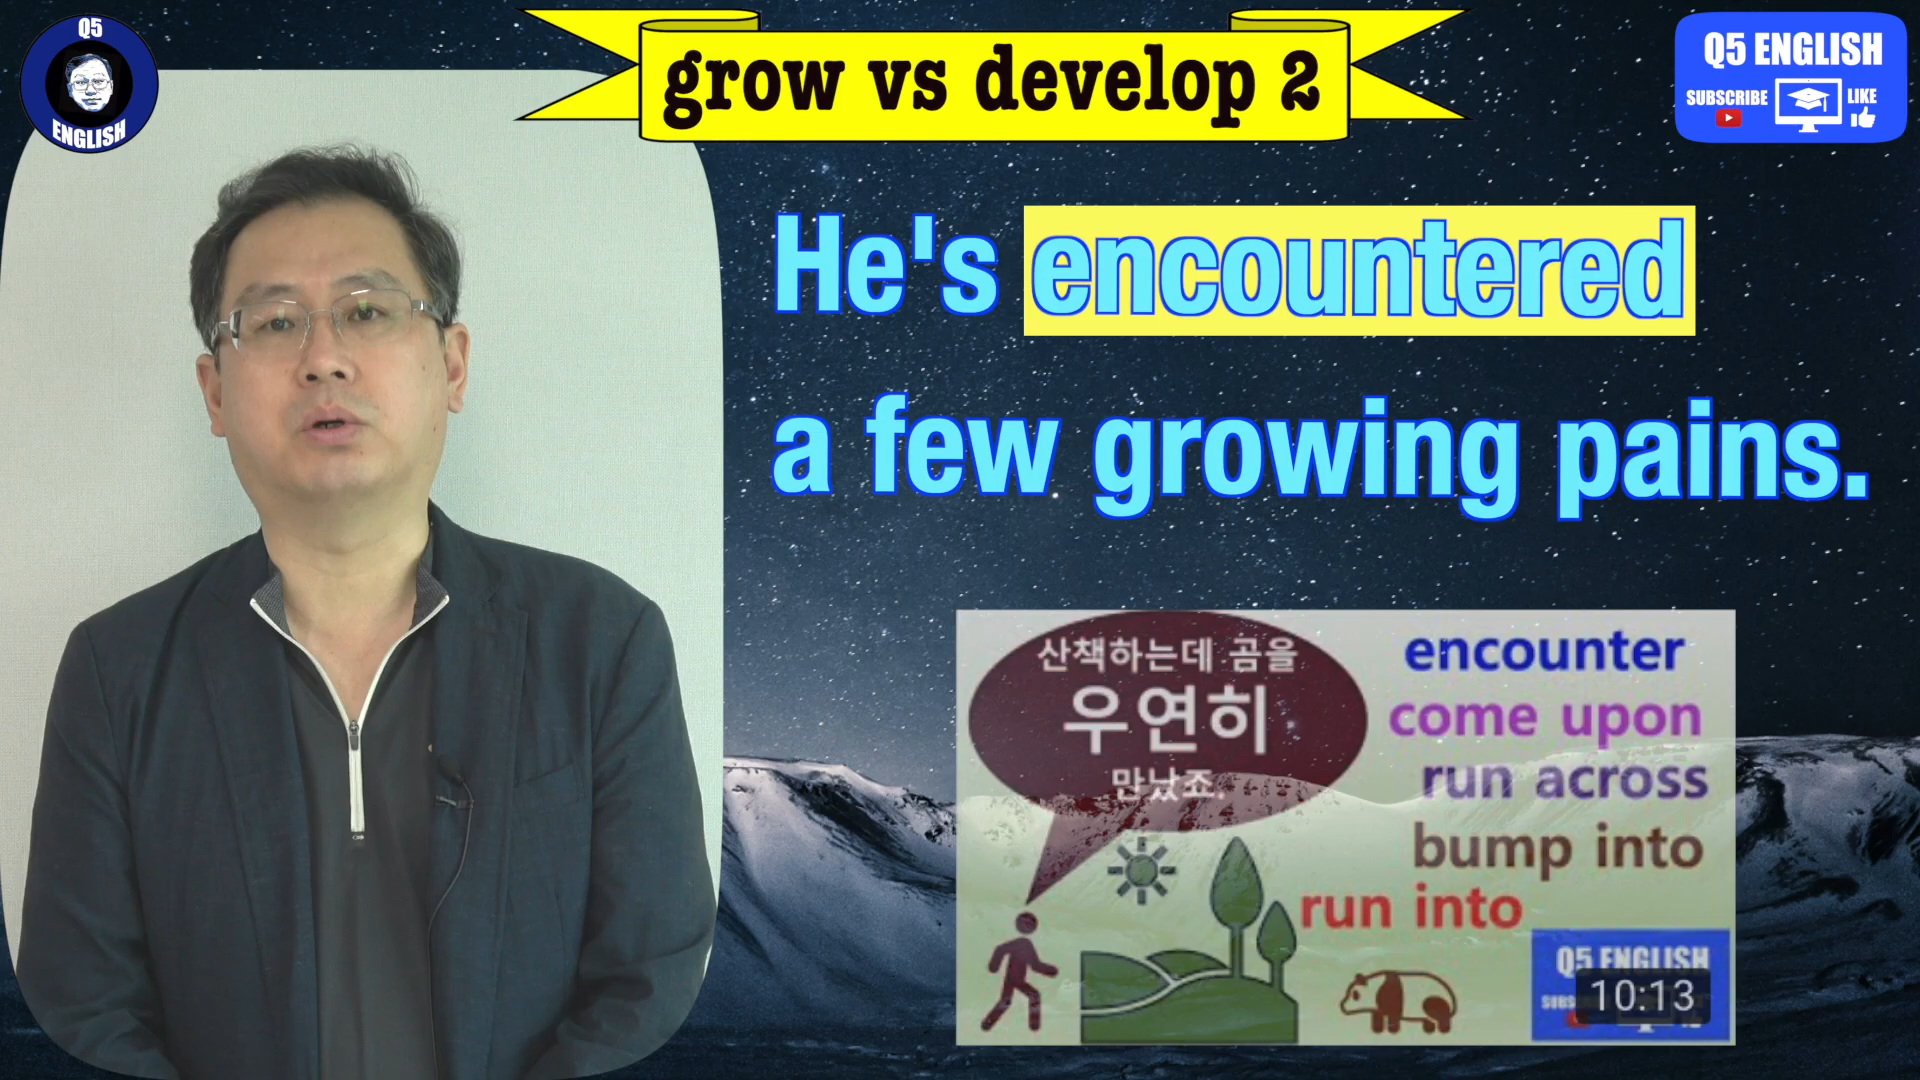 Q5
ENGLISH
grow vs develop 2
Q5 ENGLISH
SUBSCRIBE
LIKE
He's encountered
a few growing pains.
산책하는데 곰을
우연히
만났죠.
encounter
come upon
run across
bump into
run into
Q5 ENGLISH
10:13